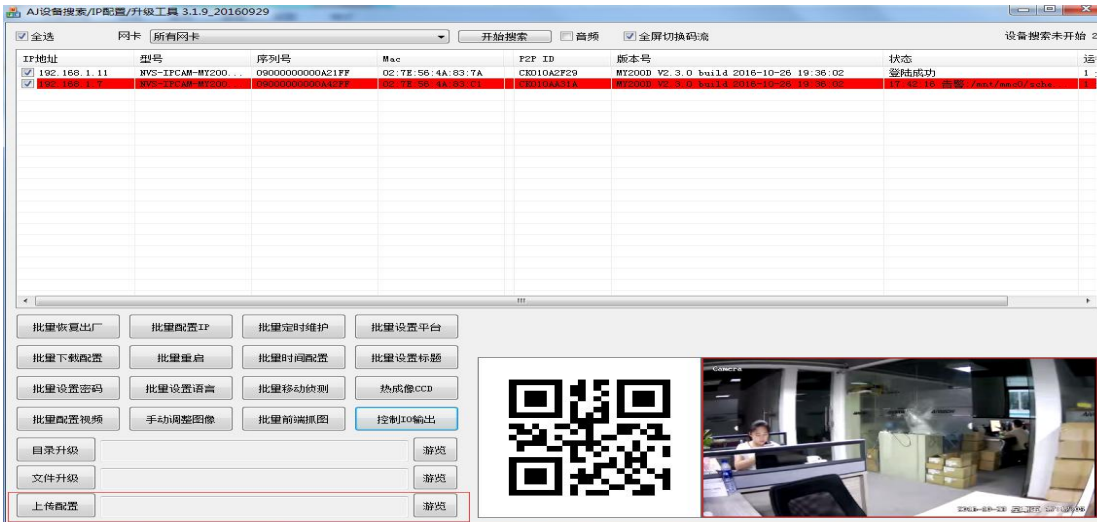 AJ设备搜索/IP配置/升级工具 3.1.9_20160929
全选 网卡 所有网卡 开始搜索 音频 全屏切换码流 设备搜索未开始 2
IP地址 型号 序列号 Mac P2P ID 版本号 状态 运
192.168.1.11 NVS-IPCAM-MY200... 09000000000A21FF 02:7E:56:4A:83:7A CK010A2F29 MY200D V2.3.0 build 2016-10-26 19:36:02 登陆成功 1
192.168.1.7 NVS-IPCAM-MY200... MY200D V2.3.0 build 2016-10-26 19:36:02 1
批量恢复出厂 批量配置IP 批量定时维护 批量设置平台
批量下载配置 批量重启 批量时间配置 批量设置标题
批量设置密码 批量设置语言 批量移动侦测 热成像CCD
批量配置视频 手动调整图像 批量前端抓图 控制IO输出
目录升级 游览
文件升级 游览
上传配置 游览
Camera